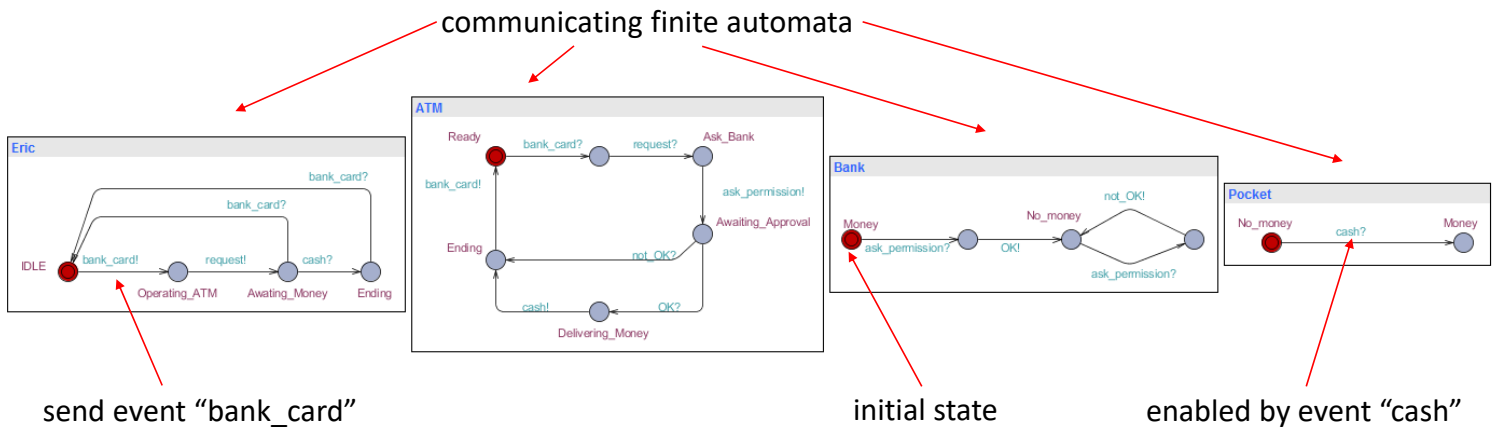 communicating finite automata
Eric
bank_card?
bank_card?
IDLE
bank_card!
request!
cash?
Operating_ATM
Awating_Money
Ending
ATM
Ready
bank_card?
request?
Ask_Bank
bank_card!
ask_permission!
Awaiting_Approval
Ending
not_OK?
cash!
OK?
Delivering_Money
Bank
Money
No_money
not_OK!
ask_permission?
OK!
ask_permission?
Pocket
No_money
Money
cash?
send event “bank_card”
initial state
enabled by event “cash”